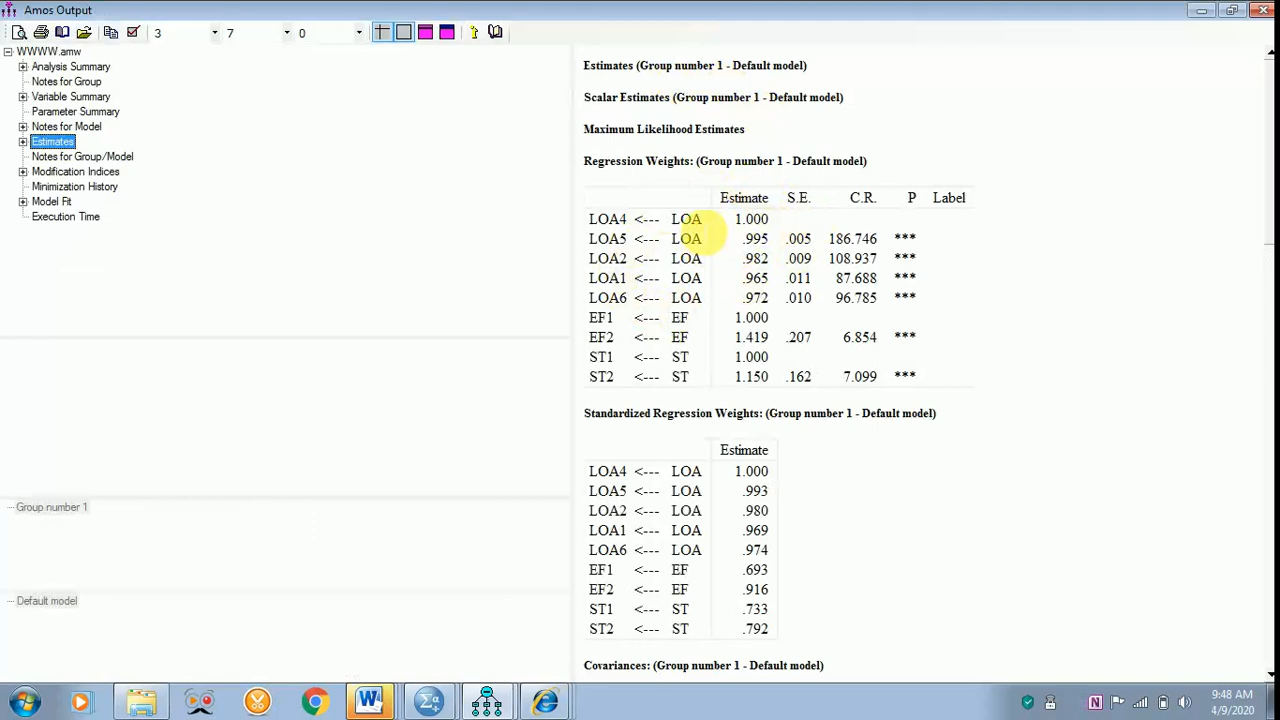 Amos Output
3 7 0
WWWW.amw
Analysis Summary
Notes for Group
Variable Summary
Parameter Summary
Notes for Model
Estimates
Notes for Group/Model
Modification Indices
Minimization History
Model Fit
Execution Time
Group number 1
Default model
Estimates (Group number 1 - Default model)
Scalar Estimates (Group number 1 - Default model)
Maximum Likelihood Estimates
Regression Weights: (Group number 1 - Default model)
Estimate S.E. C.R. P Label
LOA4 <--- LOA 1.000
LOA5 <--- LOA .995 .005 186.746 ***
LOA2 <--- LOA .982 .009 108.937 ***
LOA1 <--- LOA .965 .011 87.688 ***
LOA6 <--- LOA .972 .010 96.785 ***
EF1 <--- EF 1.000
EF2 <--- EF 1.419 .207 6.854 ***
ST1 <--- ST 1.000
ST2 <--- ST 1.150 .162 7.099 ***
Standardized Regression Weights: (Group number 1 - Default model)
Estimate
LOA4 <--- LOA 1.000
LOA5 <--- LOA .993
LOA2 <--- LOA .980
LOA1 <--- LOA .969
LOA6 <--- LOA .974
EF1 <--- EF .693
EF2 <--- EF .916
ST1 <--- ST .733
ST2 <--- ST .792
Covariances: (Group number 1 - Default model)
9:48 AM
4/9/2020